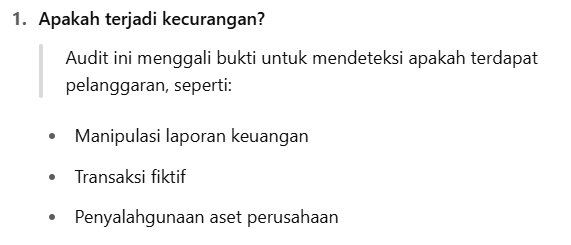 1. Apakah terjadi kecurangan?
Audit ini menggali bukti untuk mendeteksi apakah terdapat
pelanggaran, seperti:
• Manipulasi laporan keuangan
• Transaksi fiktif
• Penyalahgunaan aset perusahaan